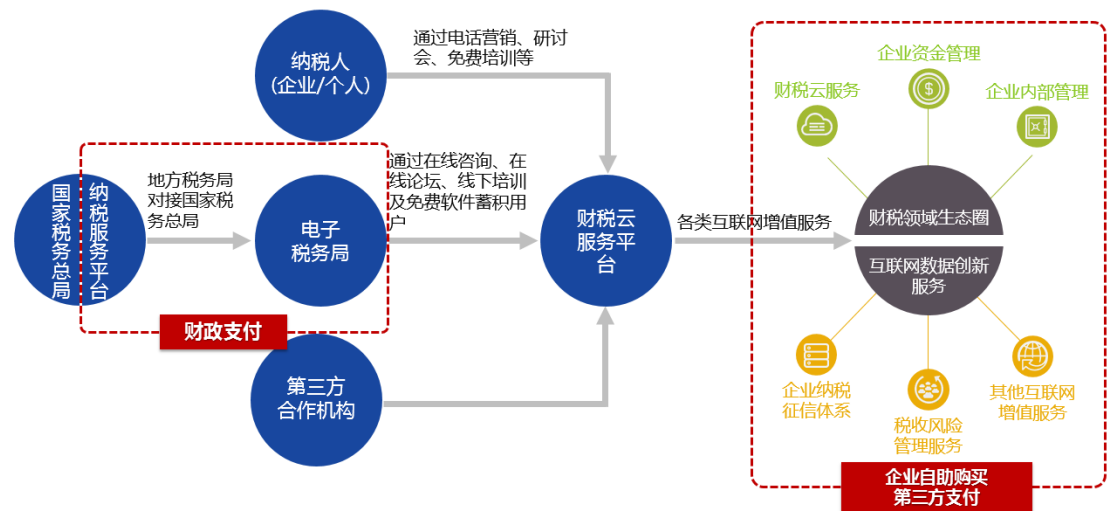 纳税人
(企业/个人)
通过电话营销、研讨
会、免费培训等
国家税务总局
纳税服务平台
地方税务局
对接国家税
务总局
电子
税务局
财政支付
通过在线咨询、在
线论坛、线下培训
及免费软件蓄积用
户
第三方
合作机构
财税云
服务平
台
各类互联网增值服务
企业资金管理
财税云服务
企业内部管理
财税领域生态圈
互联网数据创新
服务
企业纳税
征信体系
税收风险
管理服务
其他互联网
增值服务
企业自助购买
第三方支付